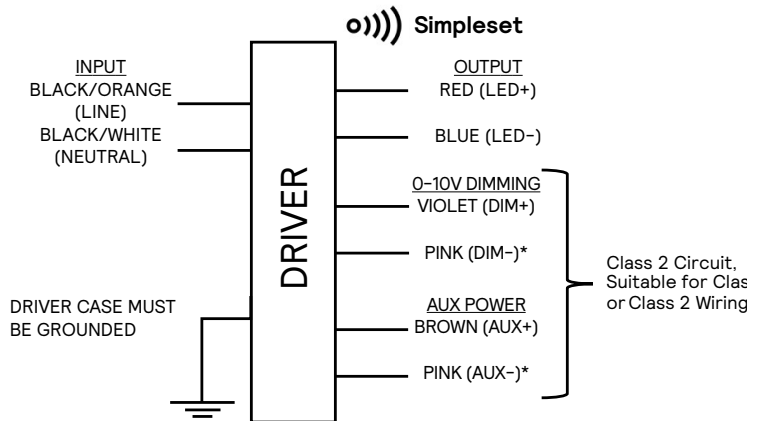 Simpleset
INPUT
BLACK/ORANGE
(LINE)
BLACK/WHITE
(NEUTRAL)
DRIVER CASE MUST
BE GROUNDED
DRIVER
OUTPUT
RED (LED+)
BLUE (LED-)
0-10V DIMMING
VIOLET (DIM+)
PINK (DIM-)*
AUX POWER
BROWN (AUX+)
PINK (AUX-)*
Class 2 Circuit,
Suitable for
or Class 2 Wiring